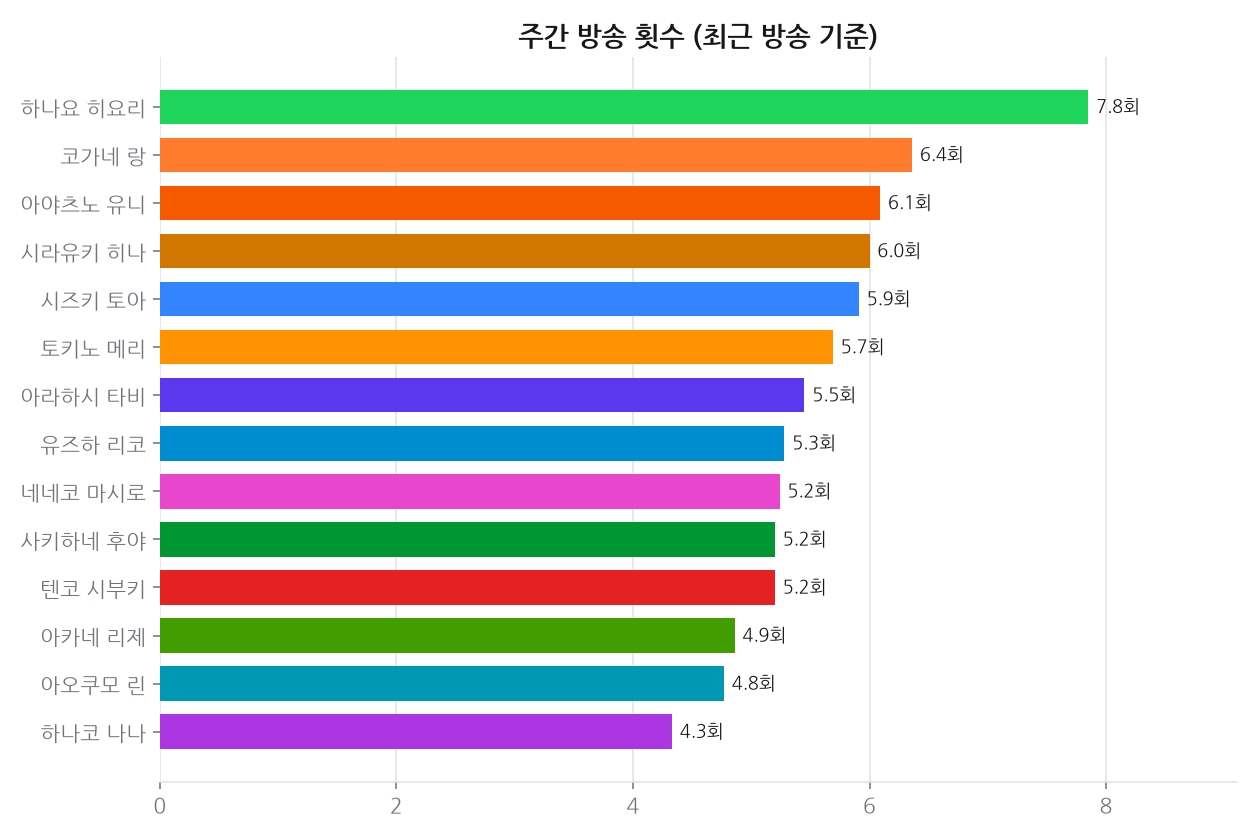 주간 방송 횟수 (최근 방송 기준)
하나요 히요리 7.8회
코가네 랑 6.4회
아야츠노 유니 6.1회
시라유키 히나 6.0회
시즈키 토아 5.9회
토키노 메리 5.7회
아라하시 타비 5.5회
유즈하 리코 5.3회
네네코 마시로 5.2회
사키하네 후야 5.2회
텐코 시부키 5.2회
아카네 리제 4.9회
아오쿠모 린 4.8회
하나코 나나 4.3회
0 2 4 6 8